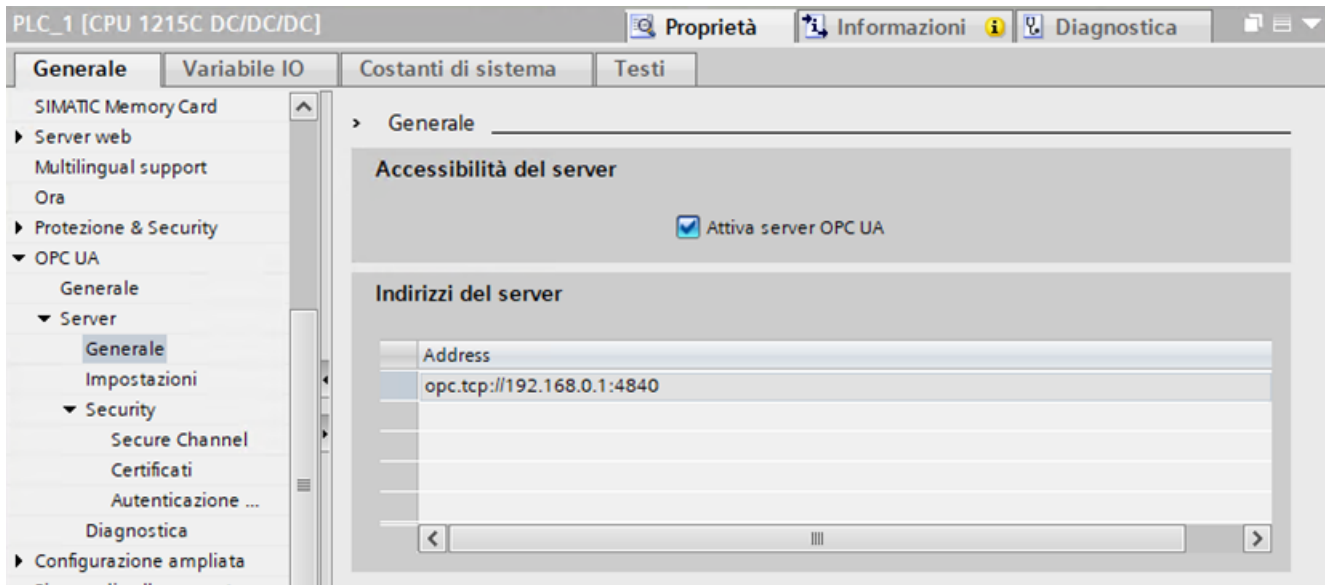 PLC_1 [CPU 1215C DC/DC/DC]
Proprietà
Informazioni
Diagnostica
Generale
Variabile IO
Costanti di sistema
Testi
SIMATIC Memory Card
Server web
Multilingual support
Ora
Protezione & Security
OPC UA
Generale
Server
Generale
Impostazioni
Security
Secure Channel
Certificati
Autenticazione ...
Diagnostica
Configurazione ampliata
Generale
Accessibilità del server
Attiva server OPC UA
Indirizzi del server
Address
opc.tcp://192.168.0.1:4840